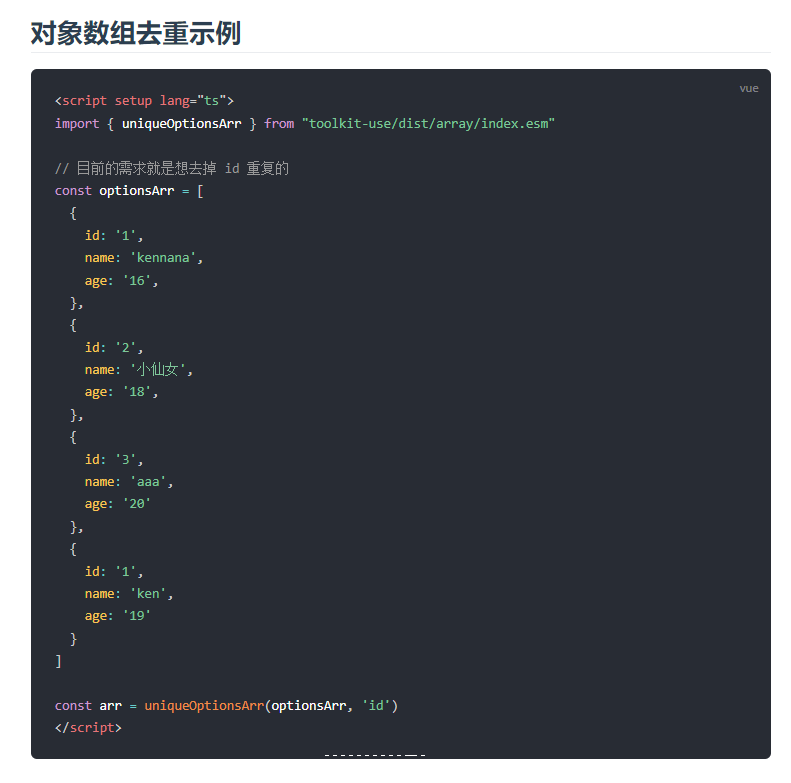 对象数组去重示例
vue
<script setup lang="ts">
import { uniqueOptionsArr } from "toolkit-use/dist/array/index.esm"
// 目前的需求就是想去掉 id 重复的
const optionsArr = [
  {
    id: '1',
    name: 'kennana',
    age: '16',
  },
  {
    id: '2',
    name: '小仙女',
    age: '18',
  },
  {
    id: '3',
    name: 'aaa',
    age: '20'
  },
  {
    id: '1',
    name: 'ken',
    age: '19'
  }
]
const arr = uniqueOptionsArr(optionsArr, 'id')
</script>